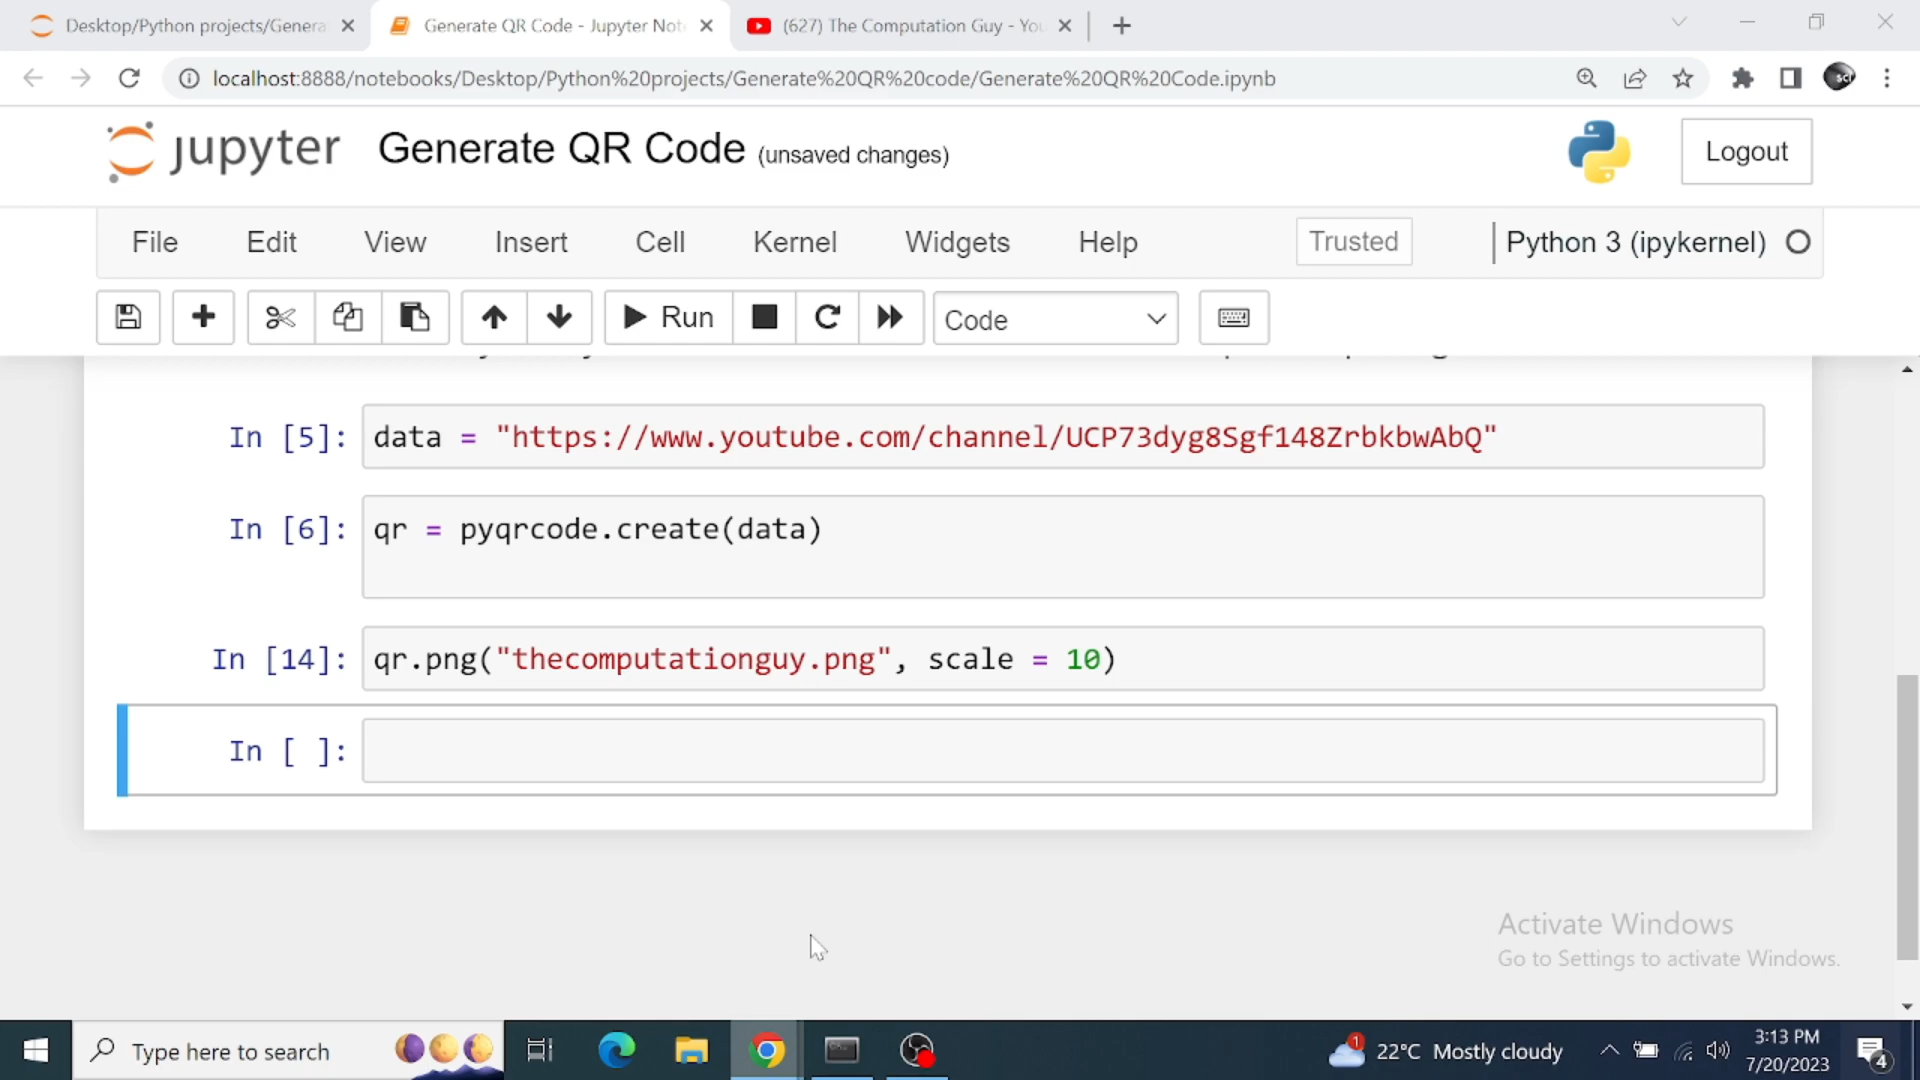 Desktop/Python projects/Genera
Generate QR Code - Jupyter Not
(627) The Computation Guy - You
localhost:8888/notebooks/Desktop/Python%20projects/Generate%20QR%20code/Generate%20QR%20Code.ipynb
jupyter Generate QR Code (unsaved changes)
Logout
File Edit View Insert Cell Kernel Widgets Help Trusted Python 3 (ipykernel)
Run Code
In [5]: data = "https://www.youtube.com/channel/UCP73dyg8Sgf148ZrbkbwAbQ"
In [6]: qr = pyqrcode.create(data)
In [14]: qr.png("thecomputationguy.png", scale = 10)
In [ ]:
Activate Windows
Go to Settings to activate Windows.
Type here to search
1
22°C Mostly cloudy
3:13 PM
7/20/2023
4